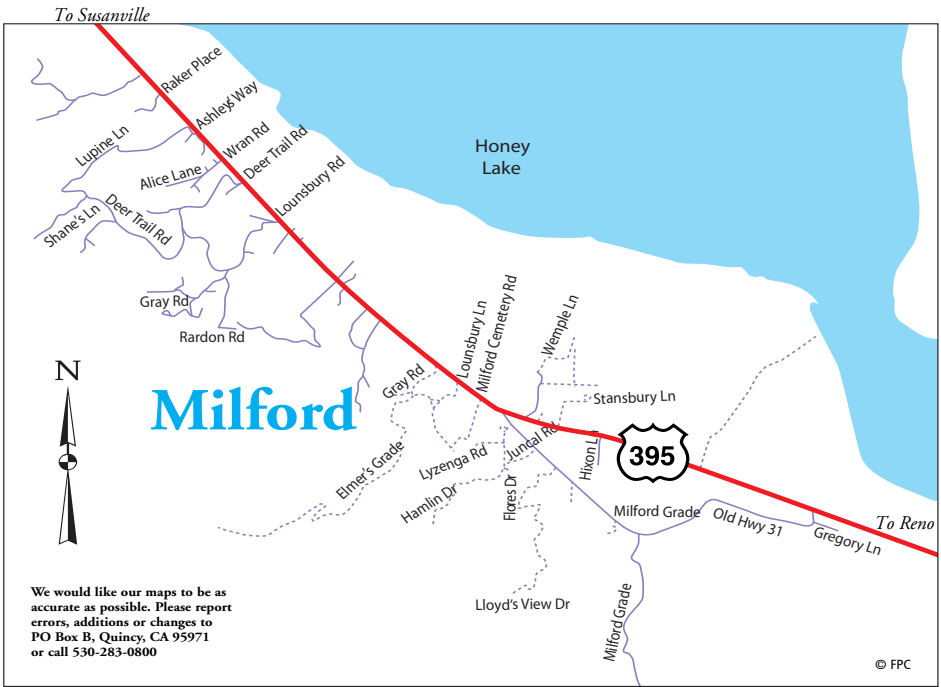 To Susanville
Raker Place
Ashley's Way
Wran Rd
Deer Trail Rd
Lupine Ln
Alice Lane
Lounsbury Rd
Honey
Lake
Shane's Ln
Deer Trail Rd
Gray Rd
Rardon Rd
Lounsbury Ln
Milford Cemetery Rd
Wemple Ln
N
Milford
Gray Rd
Stansbury Ln
Juncal Rd
Hixon Ln
395
Lyzenga Rd
Elmer's Grade
Hamlin Dr
Flores Dr
Milford Grade
Old Hwy 31
To Reno
Gregory Ln
Lloyd's View Dr
Milford Grade
We would like our maps to be as
accurate as possible. Please report
errors, additions or changes to
PO Box B, Quincy, CA 95971
or call 530-283-0800
© FPC